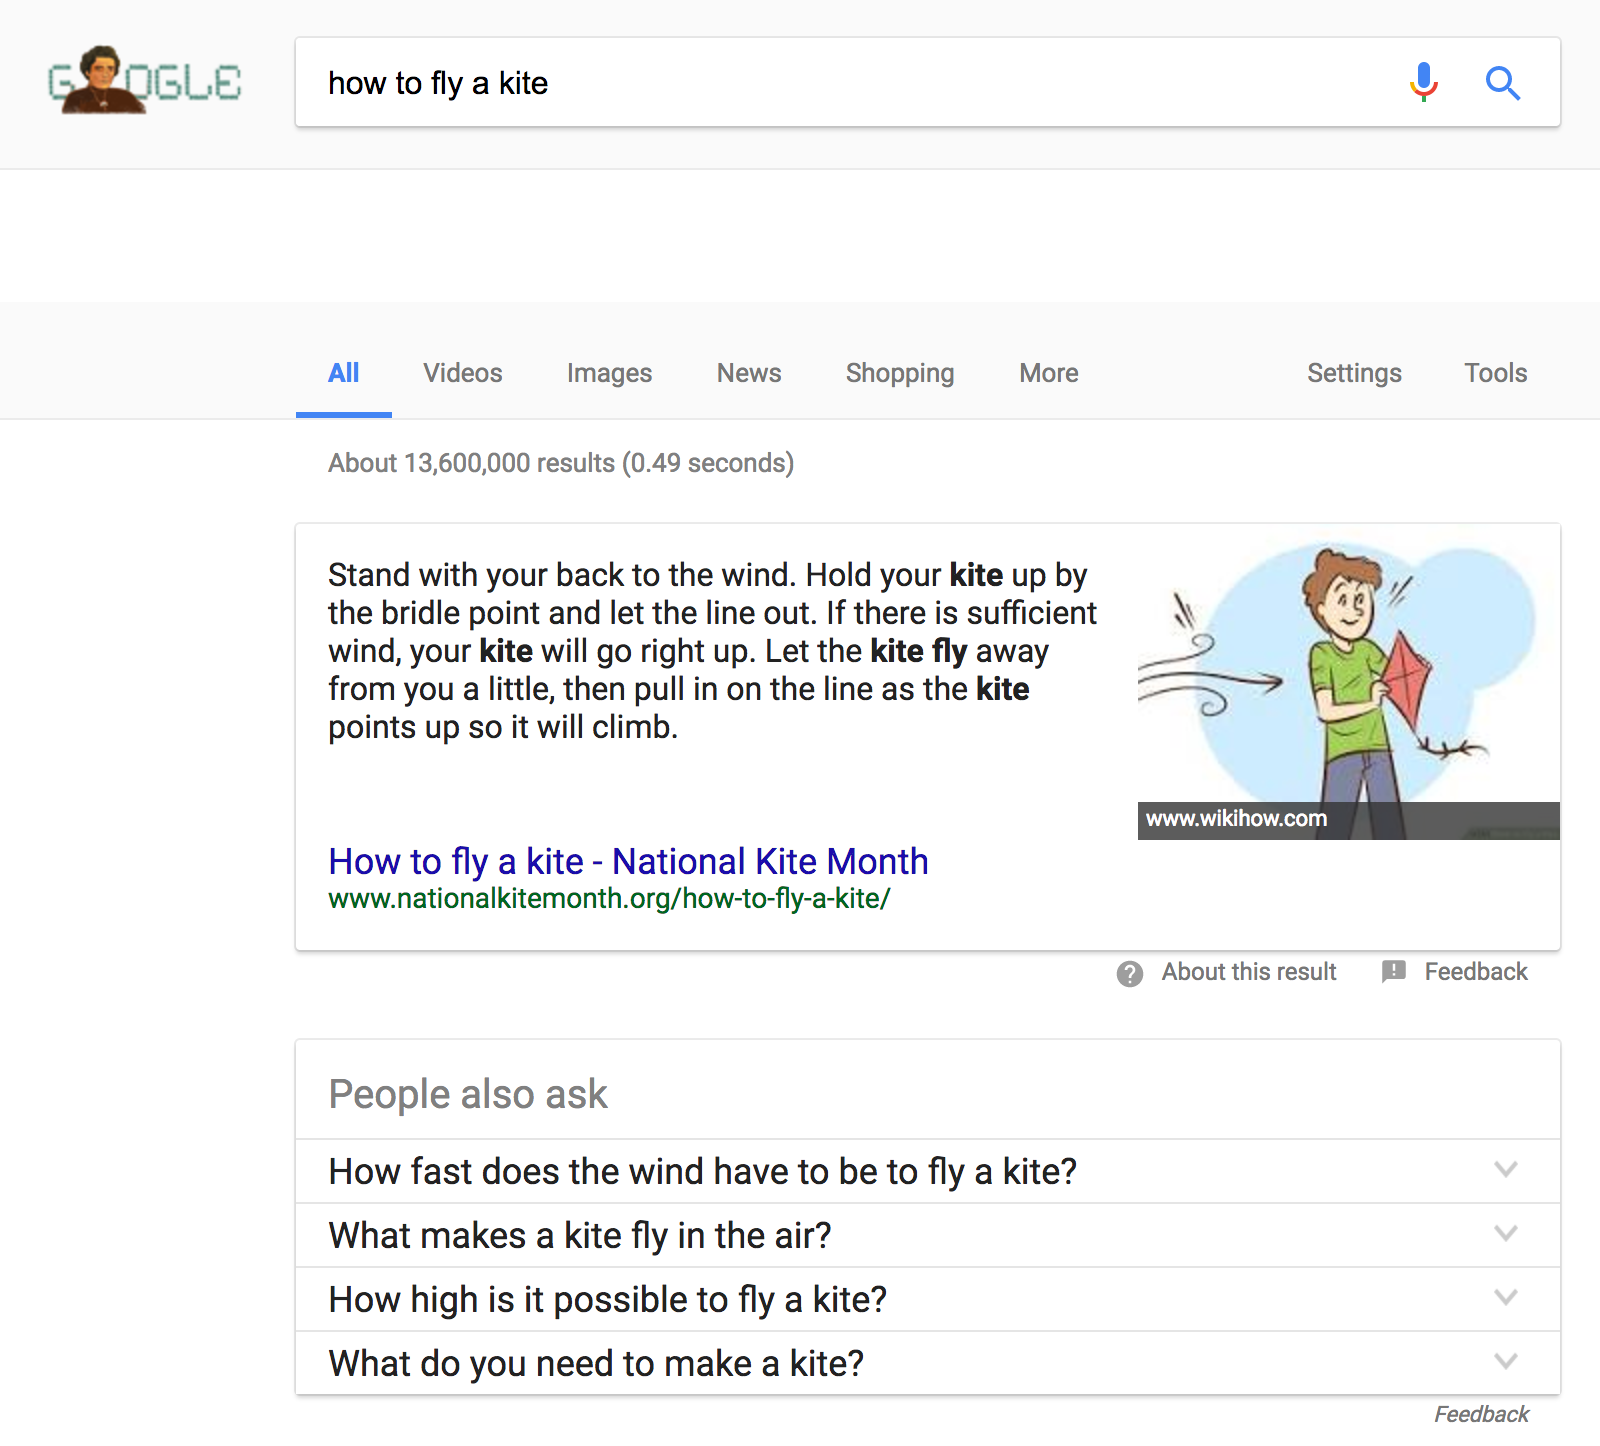 GOOGLE
how to fly a kite
All Videos Images News Shopping More Settings Tools
About 13,600,000 results (0.49 seconds)
Stand with your back to the wind. Hold your kite up by
the bridle point and let the line out. If there is sufficient
wind, your kite will go right up. Let the kite fly away
from you a little, then pull in on the line as the kite
points up so it will climb.
www.wikihow.com
How to fly a kite - National Kite Month
www.nationalkitemonth.org/how-to-fly-a-kite/
About this result Feedback
People also ask
How fast does the wind have to be to fly a kite?
What makes a kite fly in the air?
How high is it possible to fly a kite?
What do you need to make a kite?
Feedback